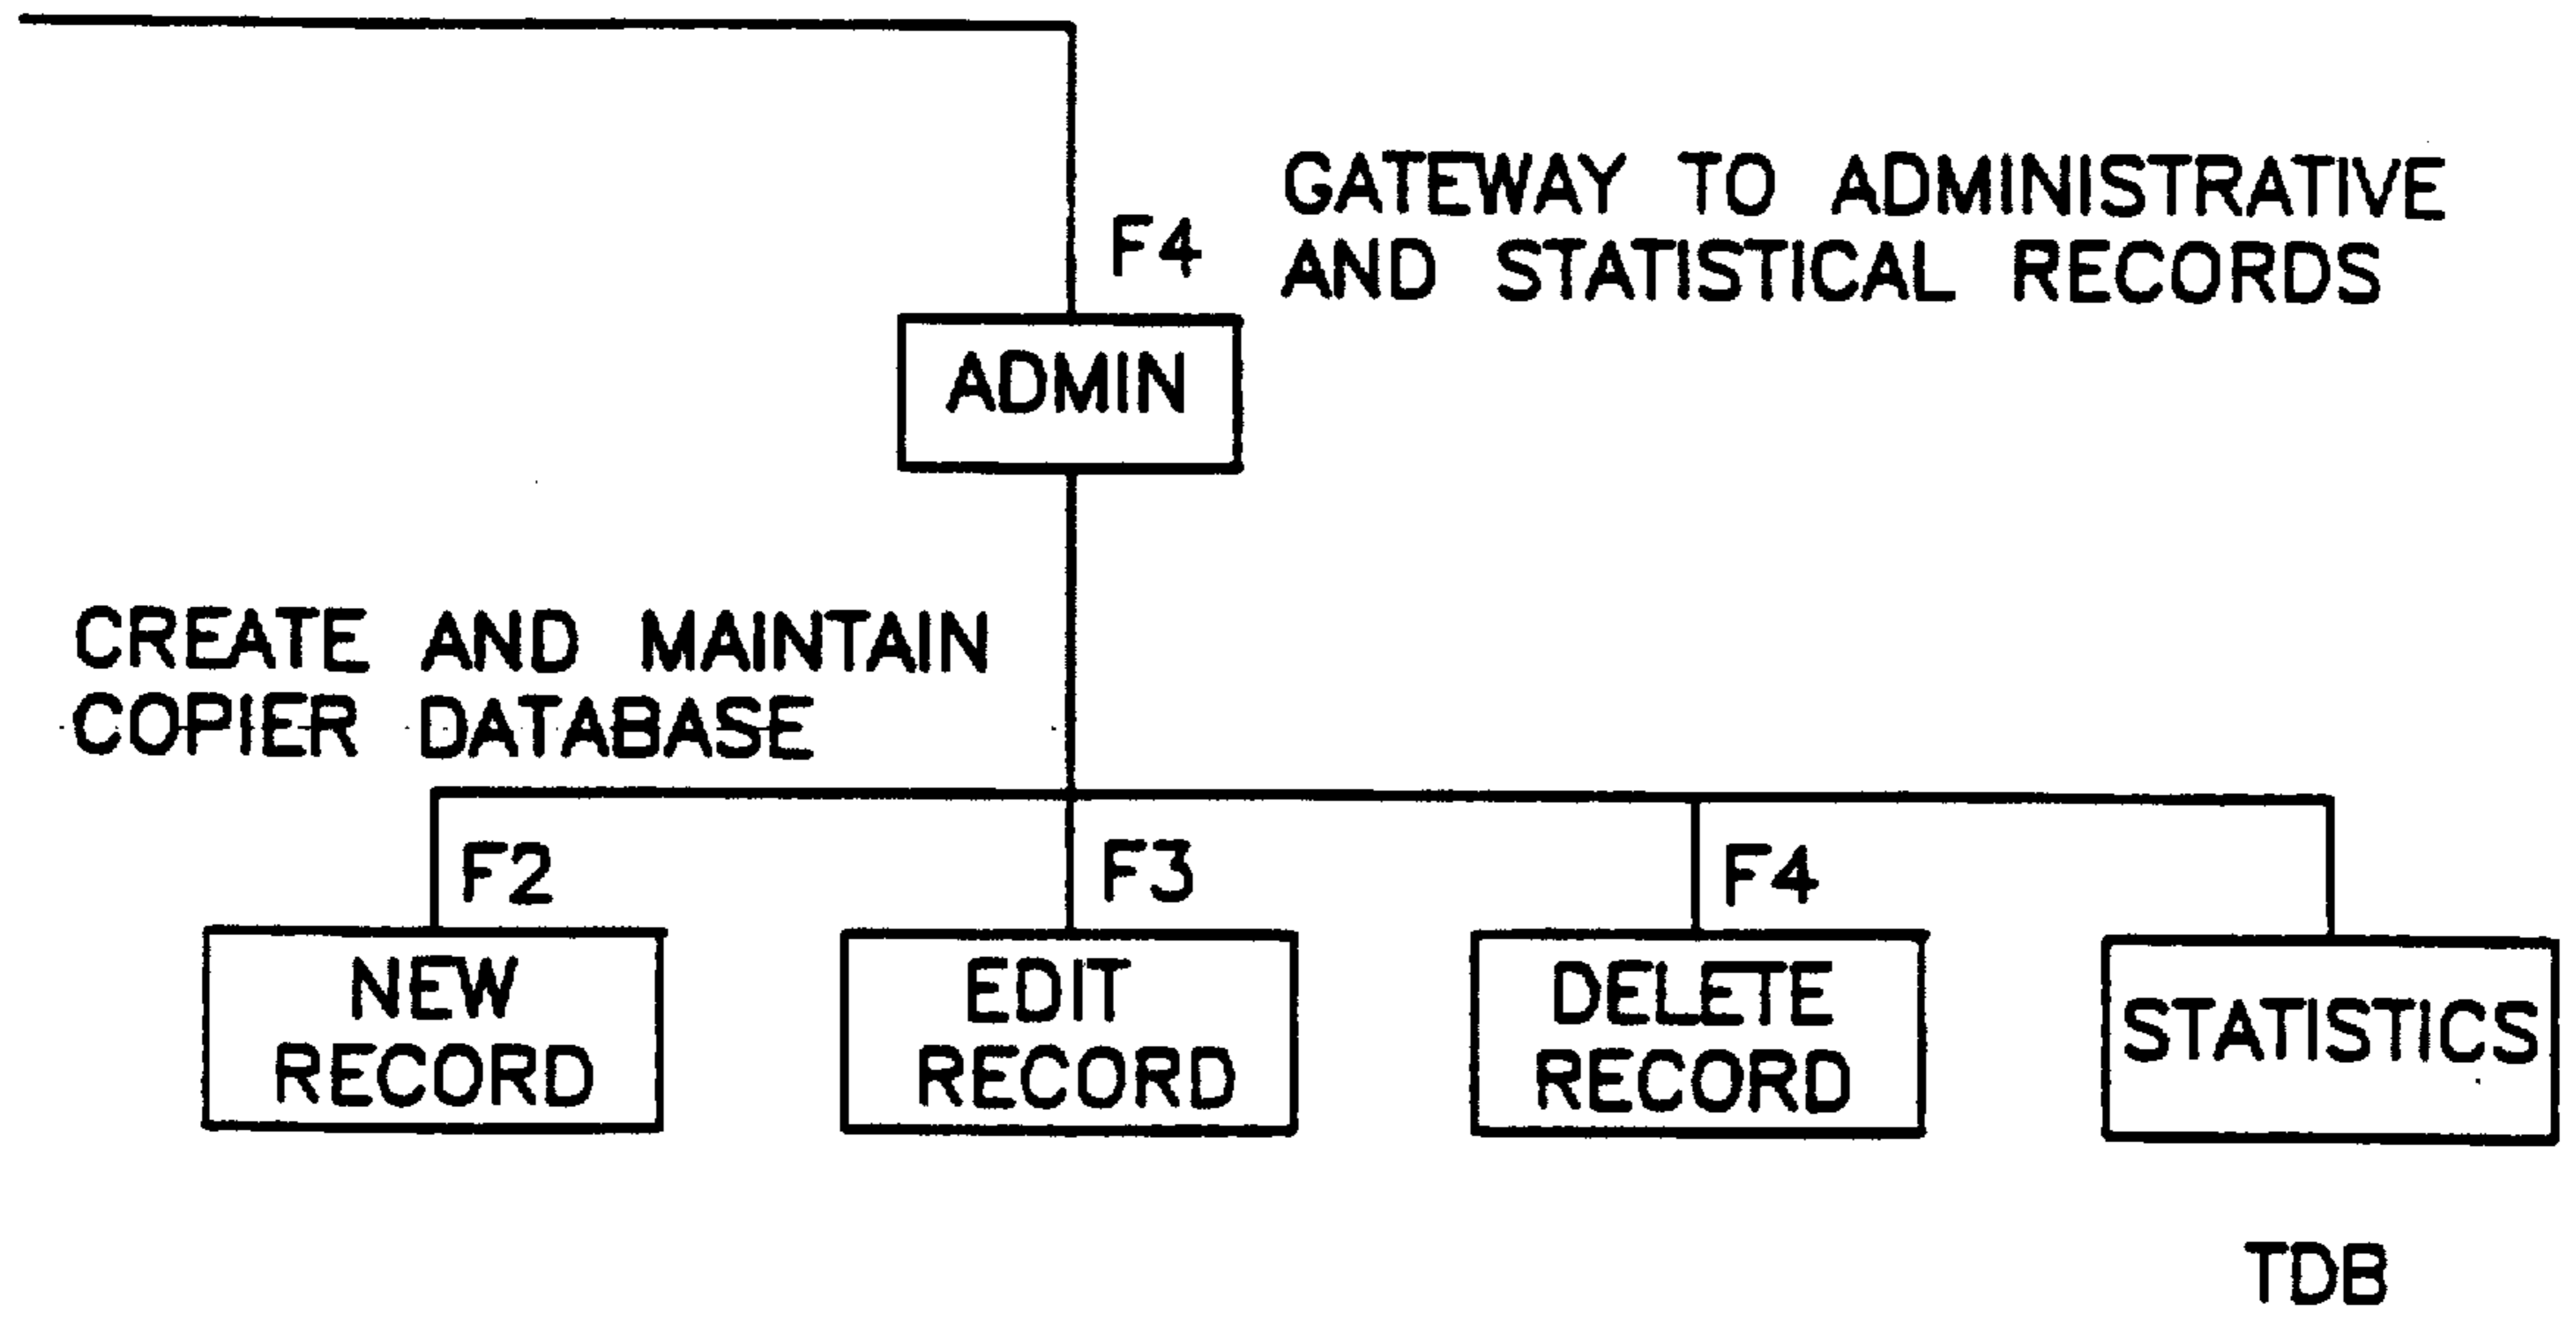 GATEWAY TO ADMINISTRATIVE
AND STATISTICAL RECORDS
F4
ADMIN
CREATE AND MAINTAIN
COPIER DATABASE
F2
F3
F4
NEW
RECORD
EDIT
RECORD
DELETE
RECORD
STATISTICS
TDB